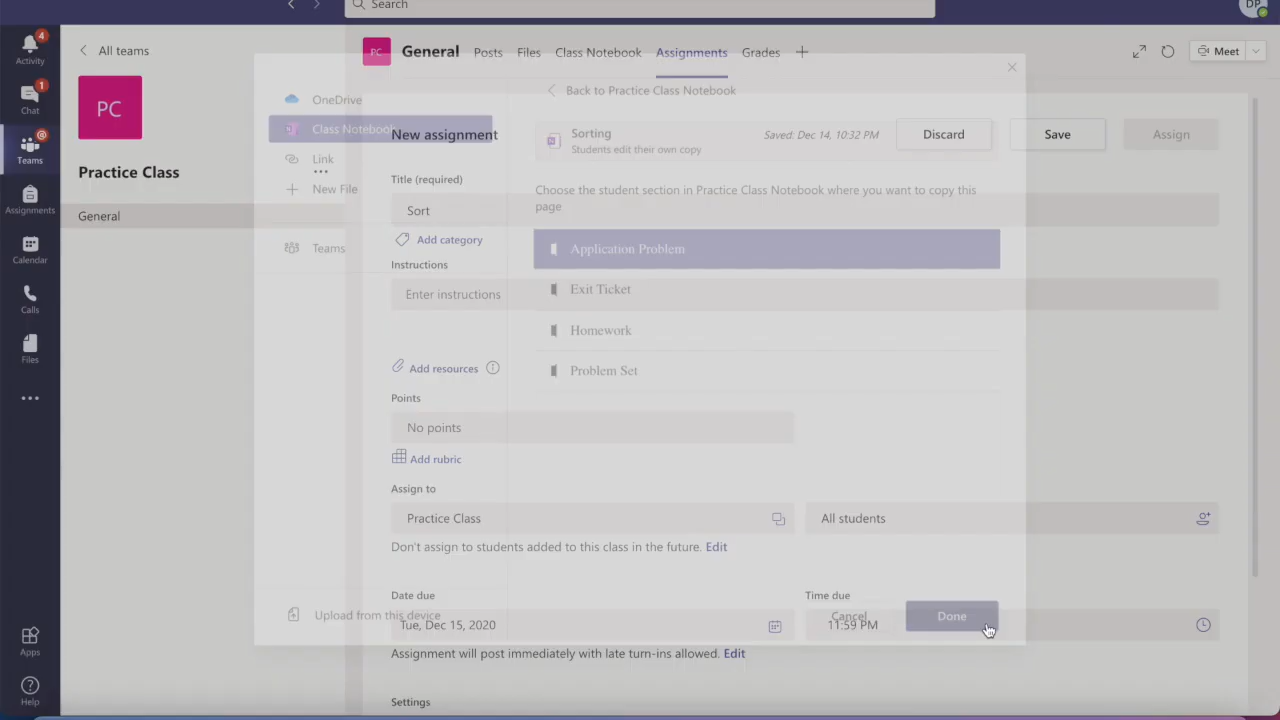 Search
DP
4
Activity
1
Chat
Teams
Assignments
Calendar
Calls
Files
Apps
Help
All teams
PC
Practice Class
General
PC
General
Posts
Files
Class Notebook
Assignments
Grades
Meet
OneDrive
Class Notebook
Link
New File
Teams
Upload from this device
Back to Practice Class Notebook
New assignment
Sorting
Students edit their own copy
Saved: Dec 14, 10:32 PM
Discard
Save
Assign
Title (required)
Choose the student section in Practice Class Notebook where you want to copy this
page
Sort
Add category
Application Problem
Instructions
Enter instructions
Exit Ticket
Homework
Add resources
Problem Set
Points
No points
Add rubric
Assign to
Practice Class
All students
Don't assign to students added to this class in the future. Edit
Date due
Time due
Tue, Dec 15, 2020
11:59 PM
Cancel
Done
Assignment will post immediately with late turn-ins allowed. Edit
Settings